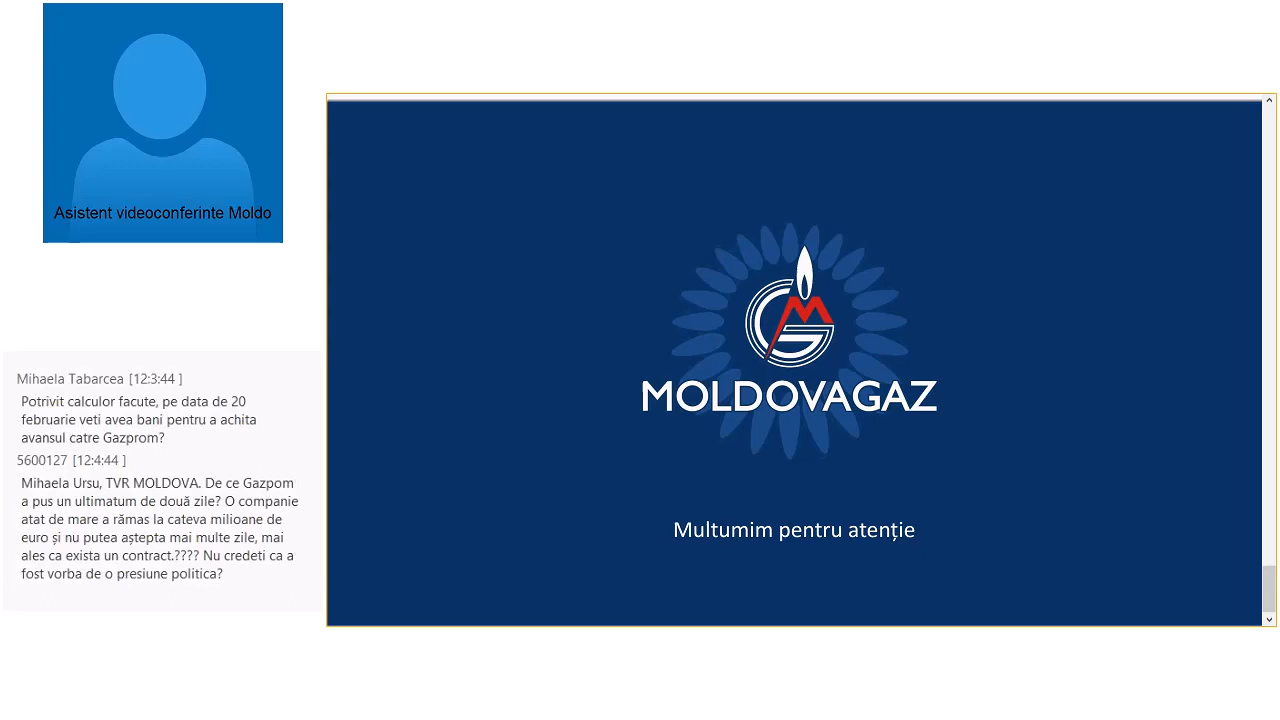 Asistent videoconferinte Moldo
Mihaela Tabarcea [12:3:44 ]
Potrivit calculor facute, pe data de 20
februarie veti avea bani pentru a achita
avansul catre Gazprom?
5600127 [12:4:44 ]
Mihaela Ursu, TVR MOLDOVA. De ce Gazpom
a pus un ultimatum de două zile? O companie
atat de mare a rămas la cateva milioane de
euro și nu putea aștepta mai multe zile, mai
ales ca exista un contract.???? Nu credeti ca a
fost vorba de o presiune politica?
MOLDOVAGAZ
Multumim pentru atenție